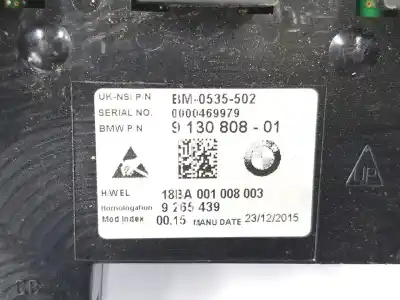 UK-NSI P/N BM-0535-502
SERIAL NO. 0000469979
BMW P/N 9 130 808 - 01
H.W.EL 18BA 001 008 003
Homologation 9 265 439
Mod Index 00.15 MANU DATE 23/12/2015
UP